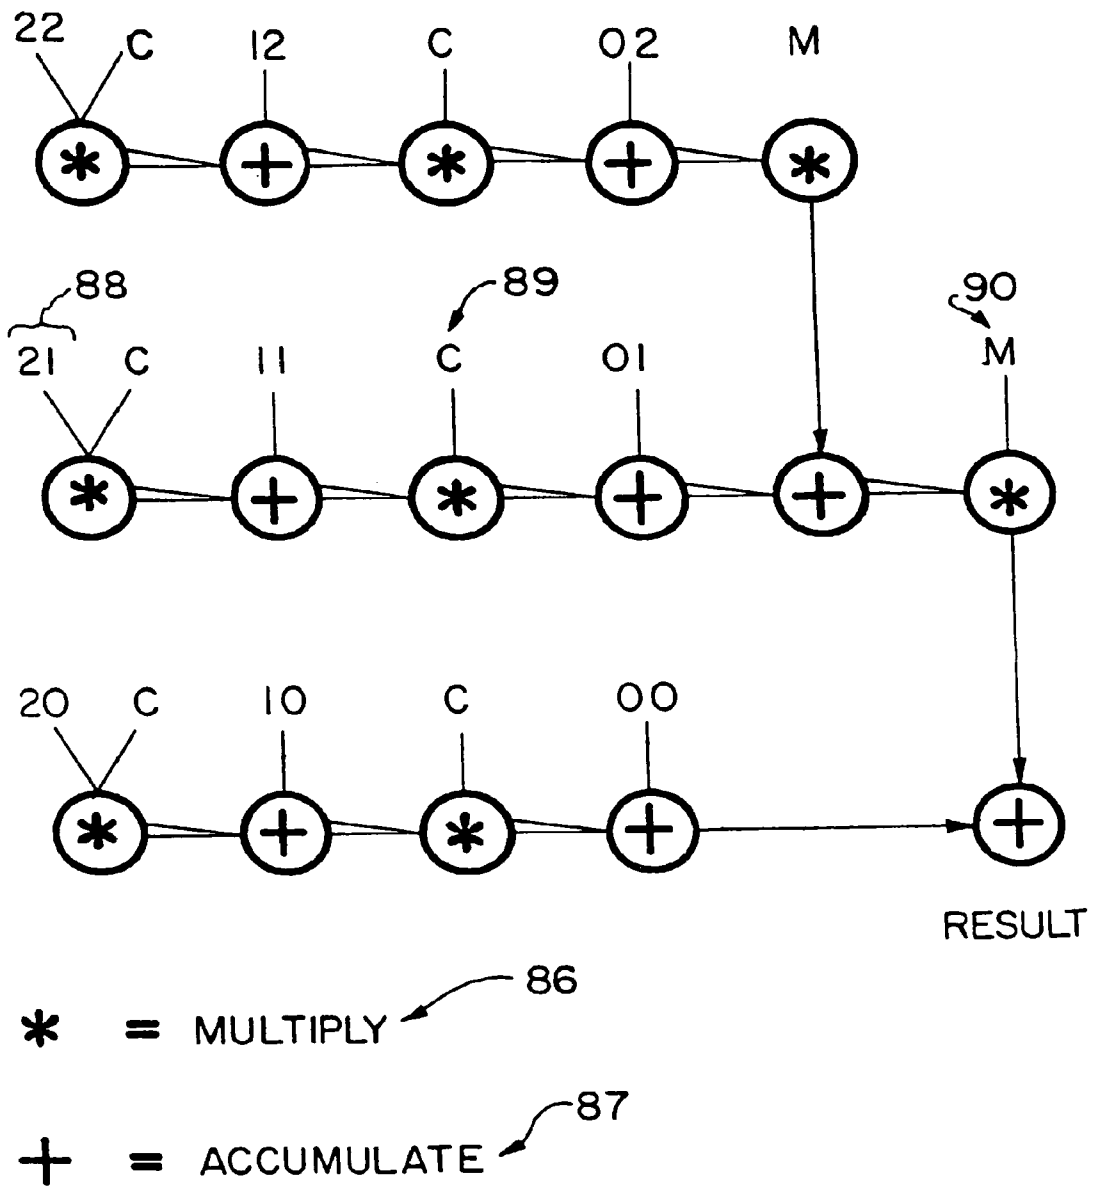 22 C 12 C 02 M
* + * + *
88 89 90
21 C 11 C 01 M
* + * + + *
20 C 10 C 00
* + * + +
RESULT
86
* = MULTIPLY
87
+ = ACCUMULATE